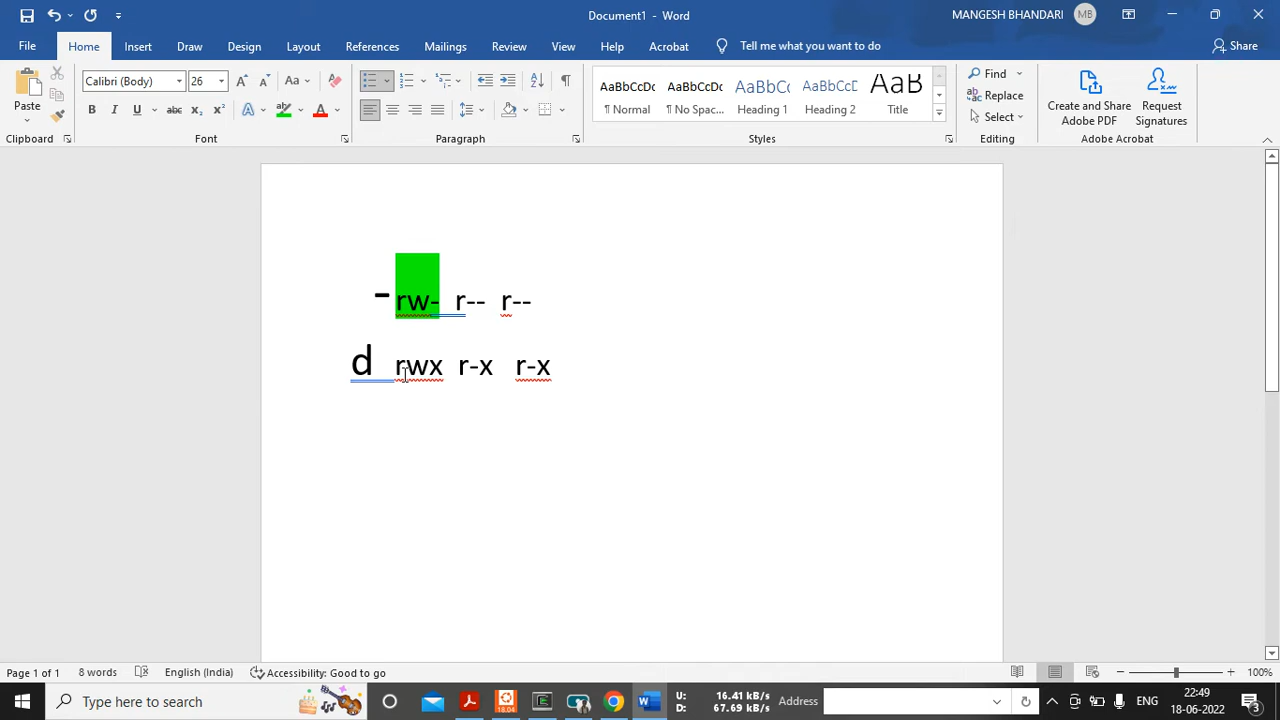 Document1 - Word
MANGESH BHANDARI MB
File Home Insert Draw Design Layout References Mailings Review View Help Acrobat Tell me what you want to do Share
Paste
Calibri (Body) 26
AaBbCcDc AaBbCcDc AaBbCc AaBbCcD AaB
¶ Normal ¶ No Spac... Heading 1 Heading 2 Title
Find
Replace
Select
Create and Share Adobe PDF
Request Signatures
Clipboard Font Paragraph Styles Editing Adobe Acrobat
- rw- r-- r--
d rwx r-x r-x
Page 1 of 1 8 words English (India) Accessibility: Good to go 100%
Type here to search
18.04
U: 16.41 kB/s
D: 67.69 kB/s
Address
ENG
22:49
18-06-2022
3